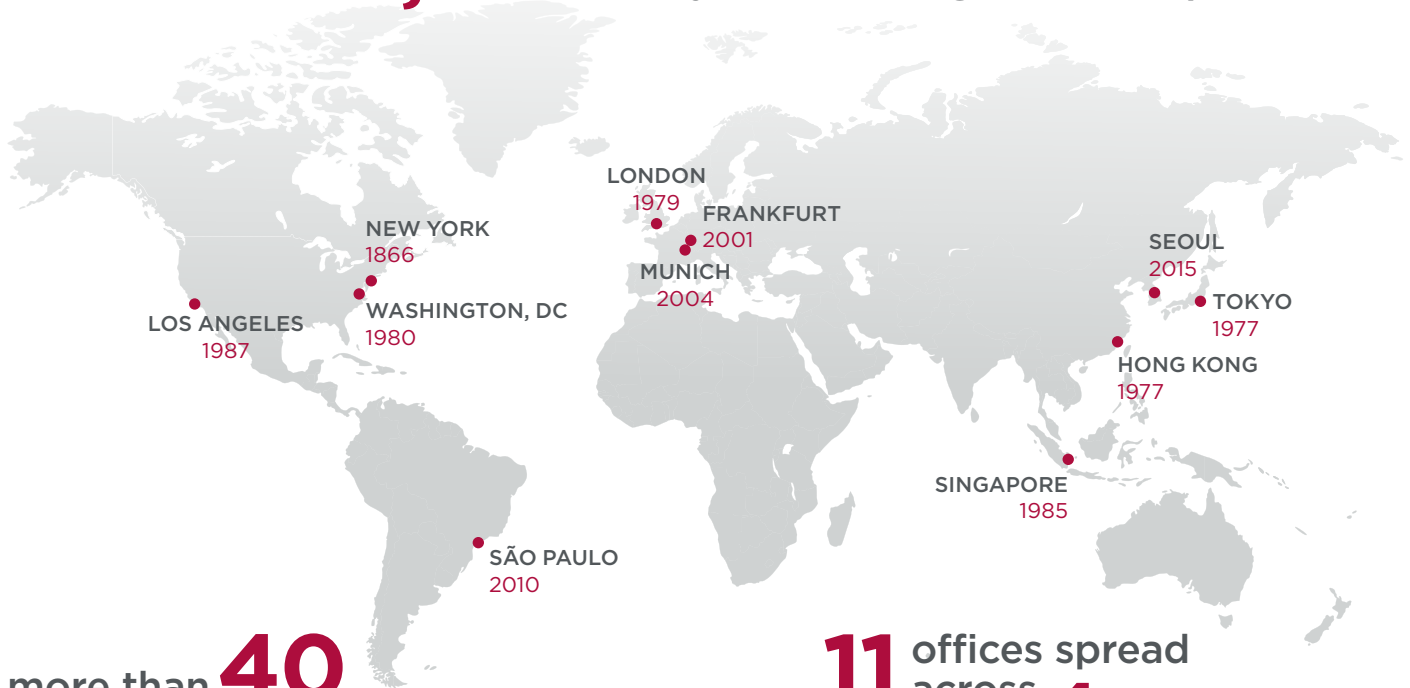 LONDON
1979
FRANKFURT
2001
NEW YORK
1866
MUNICH
2004
SEOUL
2015
WASHINGTON, DC
1980
LOS ANGELES
1987
TOKYO
1977
HONG KONG
1977
SINGAPORE
1985
SÃO PAULO
2010
more than 40
11 offices spread
across